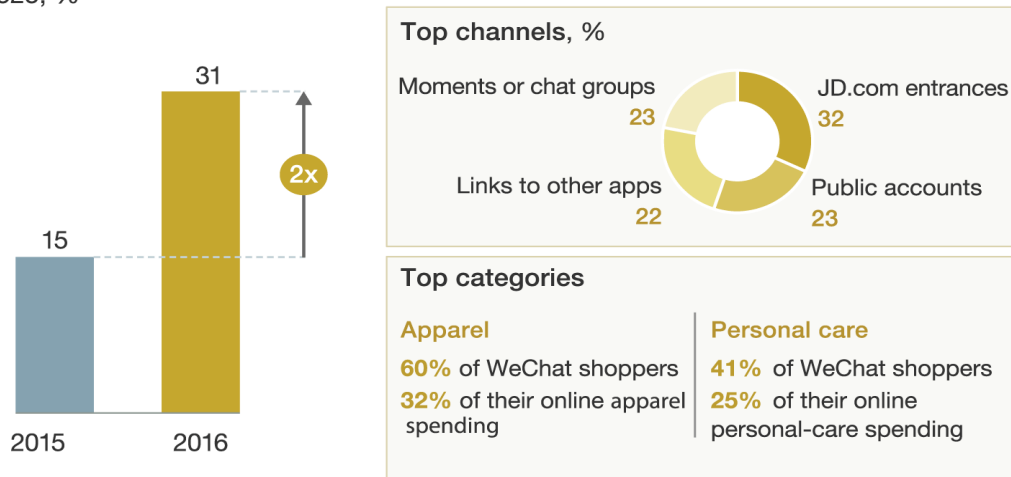 31
2x
15
2015
2016
Top channels, %
Moments or chat groups
23
JD.com entrances
32
Links to other apps
22
Public accounts
23
Top categories
Apparel
60% of WeChat shoppers
32% of their online apparel
spending
Personal care
41% of WeChat shoppers
25% of their online
personal-care spending